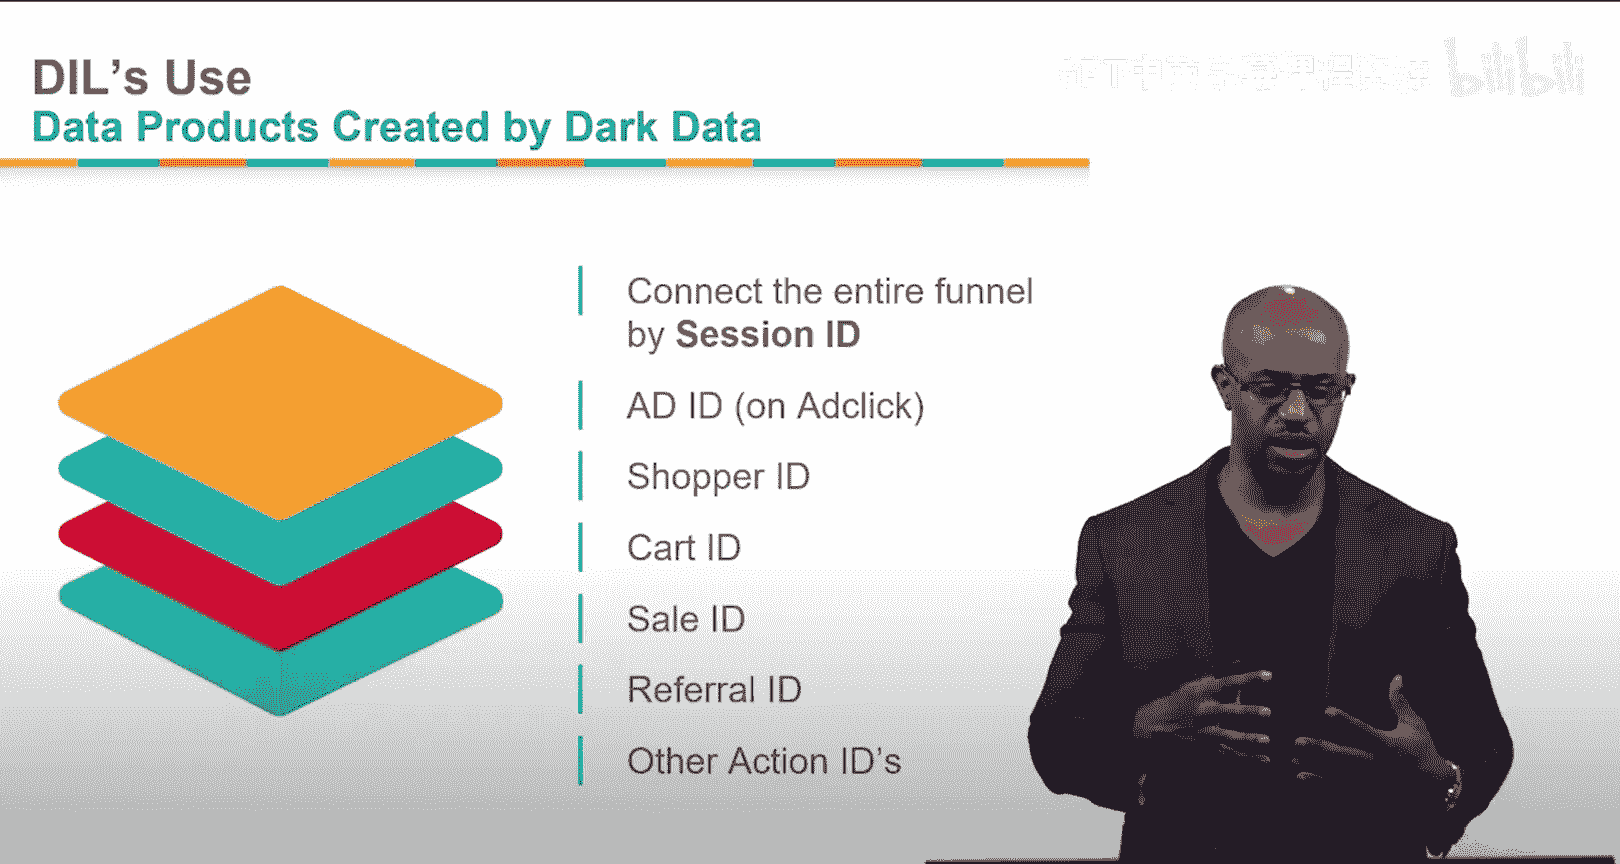 DIL's Use
Data Products Created by Dark Data
bilibili
Connect the entire funnel
by Session ID
AD ID (on Adclick)
Shopper ID
Cart ID
Sale ID
Referral ID
Other Action ID's